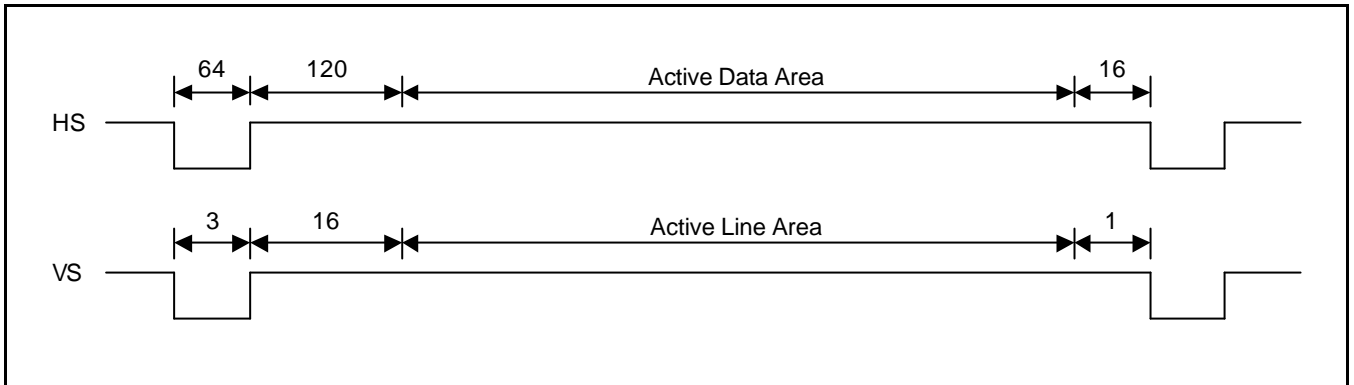 64 120 Active Data Area 16
HS
3 16 Active Line Area 1
VS